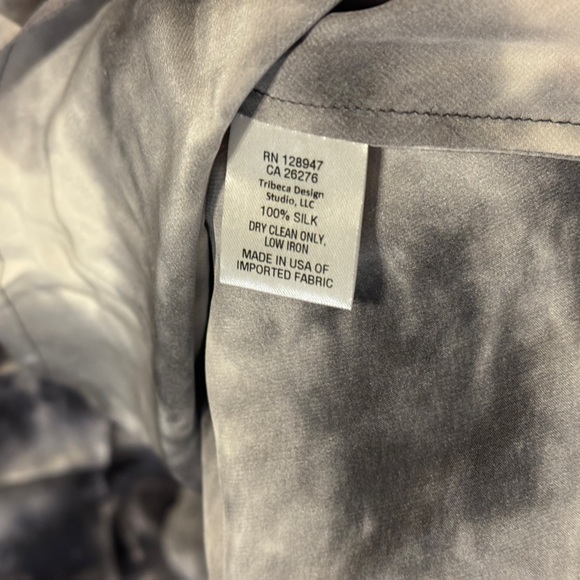 RN 128947
CA 26276
Tribeca Design
Studio, LLC
100% SILK
DRY CLEAN ONLY,
LOW IRON
MADE IN USA OF
IMPORTED FABRIC